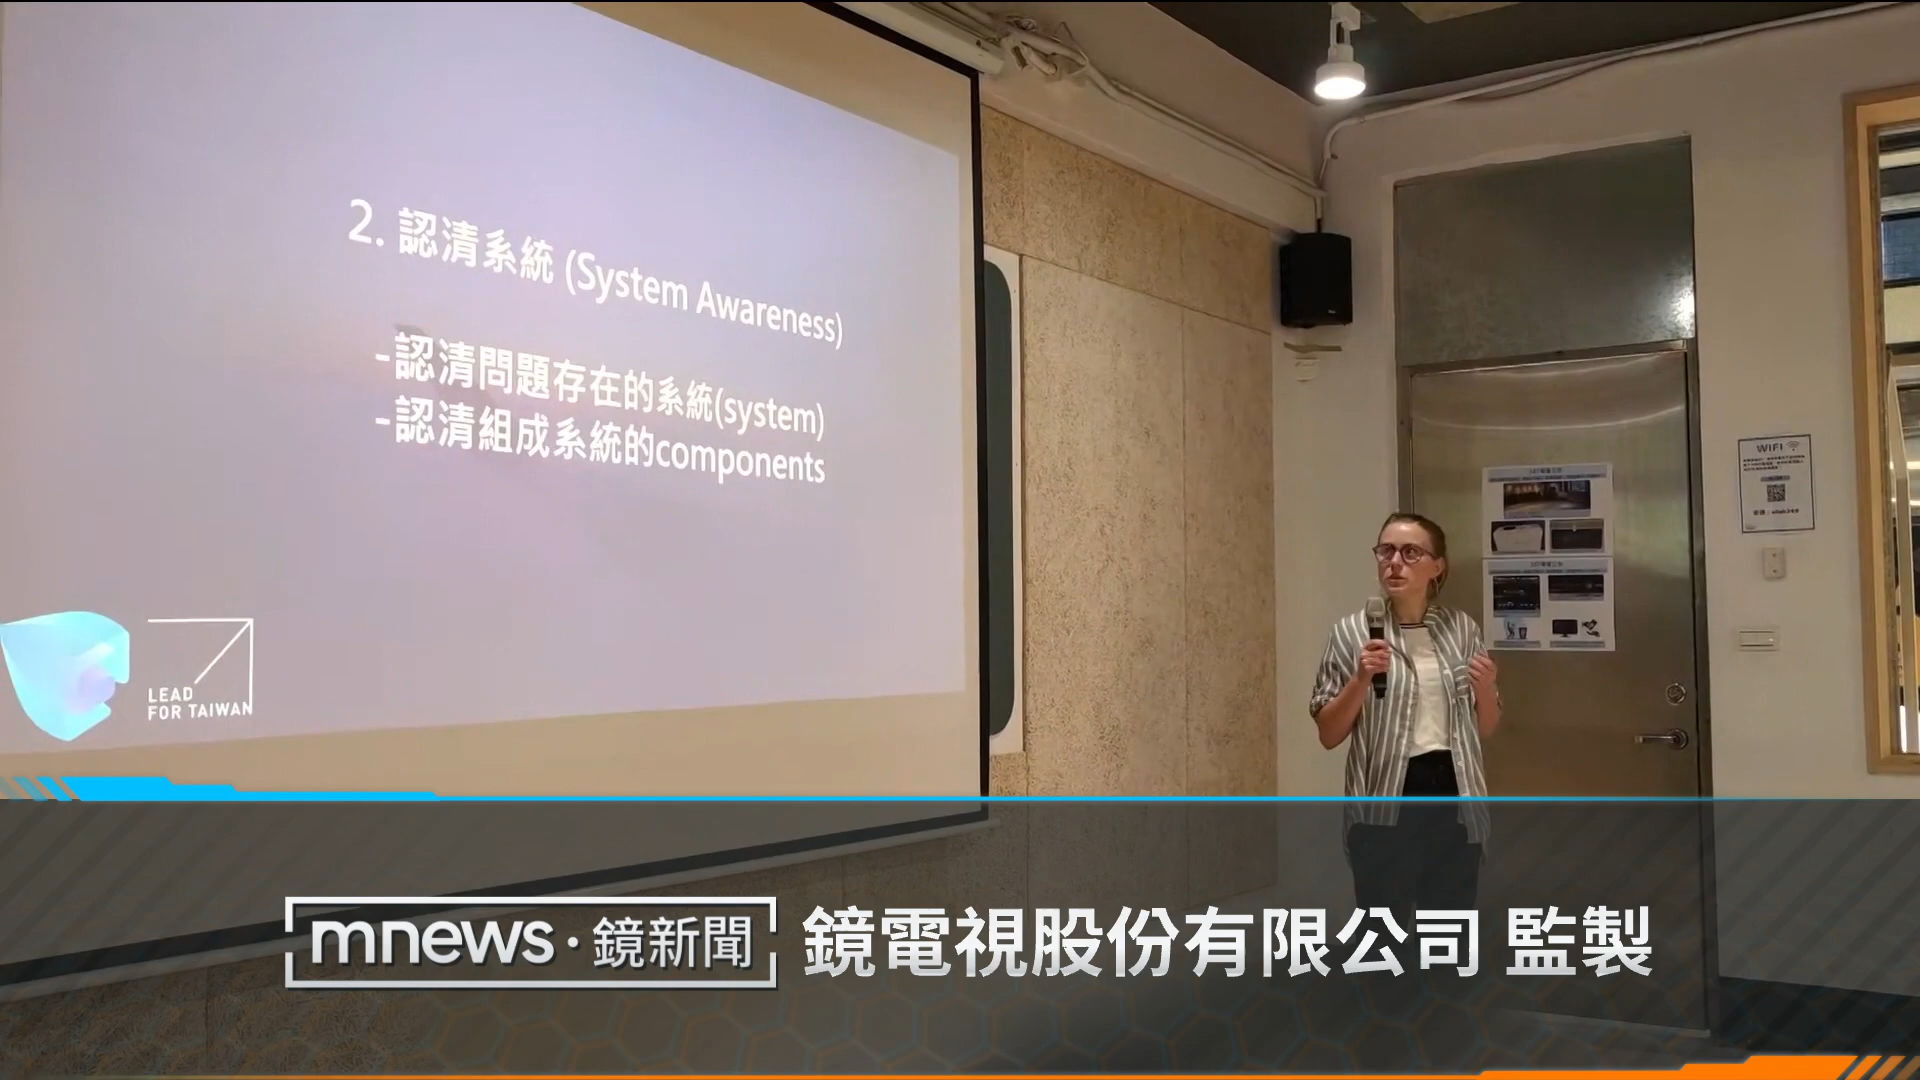 2. 認清系統 (System Awareness)
-認清問題存在的系統(system)
-認清組成系統的components
LEAD
FOR TAIWAN
WIFI
mnews·鏡新聞
鏡電視股份有限公司 監製